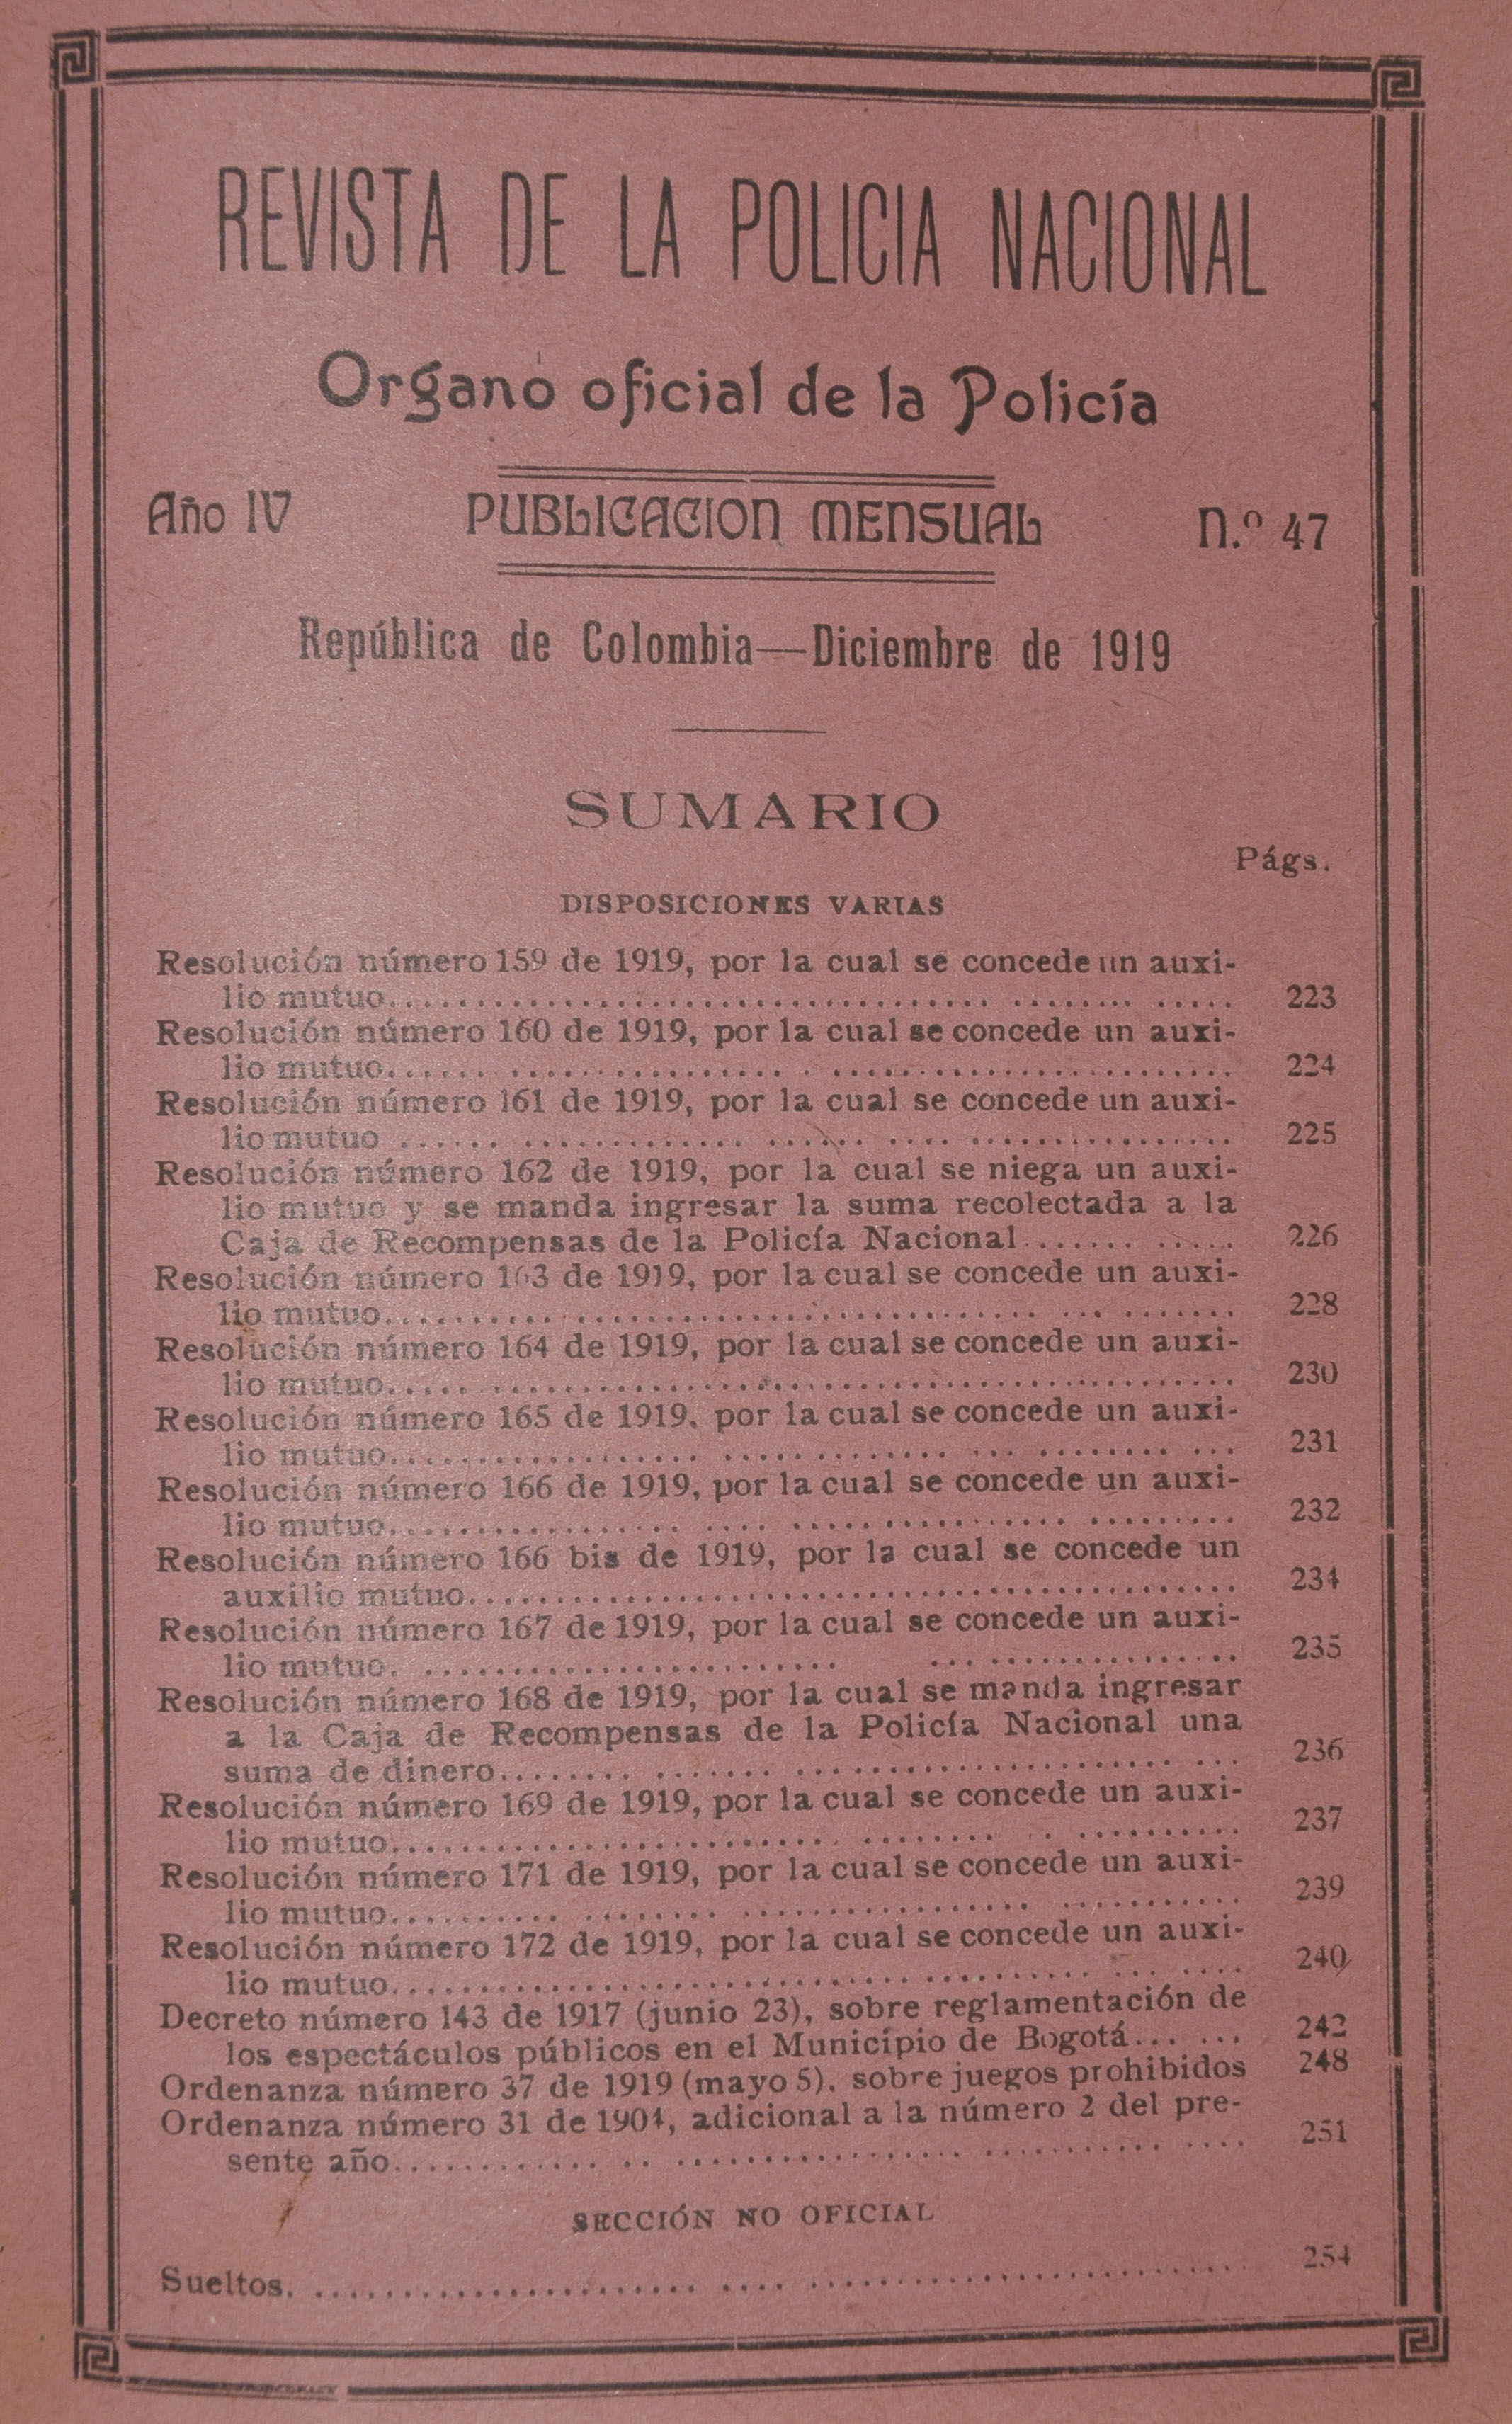 REVISTA DE LA POLICIA NACIONAL
Organo oficial de la Policía
Año IV PUBLICACION MENSUAL N.º 47
República de Colombia—Diciembre de 1919
SUMARIO
Págs.
DISPOSICIONES VARIAS
Resolución número 159 de 1919, por la cual se concede un auxi-
lio mutuo........ 223
Resolución número 160 de 1919, por la cual se concede un auxi-
lio mutuo........ 224
Resolución número 161 de 1919, por la cual se concede un auxi-
lio mutuo ........ 225
Resolución número 162 de 1919, por la cual se niega un auxi-
lio mutuo y se manda ingresar la suma recolectada a la
Caja de Recompensas de la Policía Nacional........ 226
Resolución número 163 de 1919, por la cual se concede un auxi-
lio mutuo........ 228
Resolución número 164 de 1919, por la cual se concede un auxi-
lio mutuo........ 230
Resolución número 165 de 1919, por la cual se concede un auxi-
lio mutuo........ 231
Resolución número 166 de 1919, por la cual se concede un auxi-
lio mutuo........ 232
Resolución número 166 bis de 1919, por la cual se concede un
auxilio mutuo........ 234
Resolución número 167 de 1919, por la cual se concede un auxi-
lio mutuo........ 235
Resolución número 168 de 1919, por la cual se manda ingresar
a la Caja de Recompensas de la Policía Nacional una
suma de dinero........ 236
Resolución número 169 de 1919, por la cual se concede un auxi-
lio mutuo........ 237
Resolución número 171 de 1919, por la cual se concede un auxi-
lio mutuo........ 239
Resolución número 172 de 1919, por la cual se concede un auxi-
lio mutuo........ 240
Decreto número 143 de 1917 (junio 23), sobre reglamentación de
los espectáculos públicos en el Municipio de Bogotá...... 242
Ordenanza número 37 de 1919 (mayo 5), sobre juegos prohibidos 248
Ordenanza número 31 de 1904, adicional a la número 2 del pre-
sente año........ 251
SECCIÓN NO OFICIAL
Sueltos. ........ 254